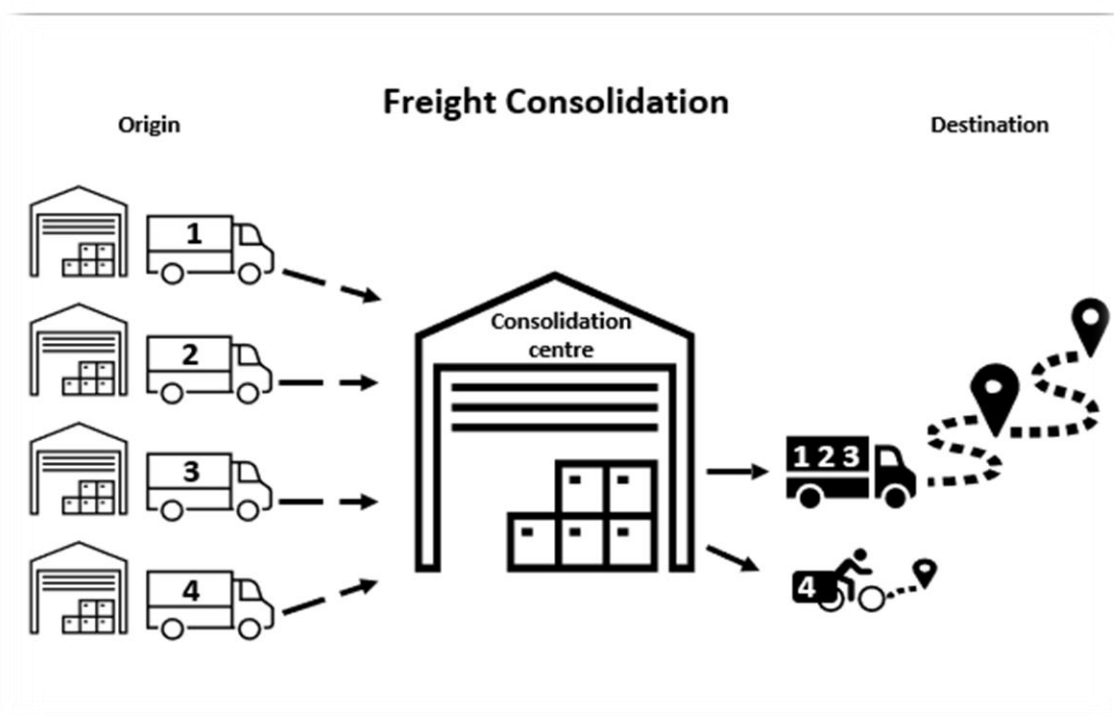 Freight Consolidation
Origin
Destination
1
2
3
4
Consolidation
centre
1 2 3
4